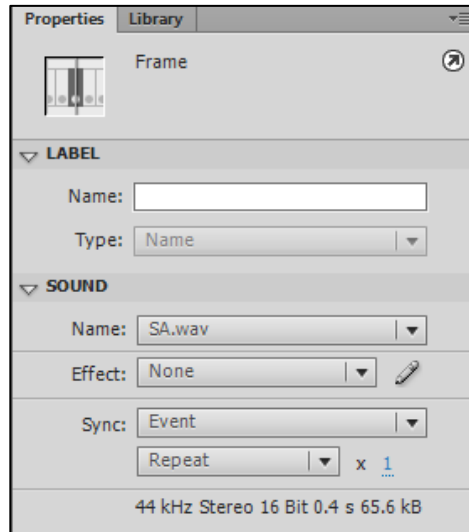 Properties Library
Frame
LABEL
Name:
Type: Name
SOUND
Name: SA.wav
Effect: None
Sync: Event
Repeat x 1
44 kHz Stereo 16 Bit 0.4 s 65.6 kB